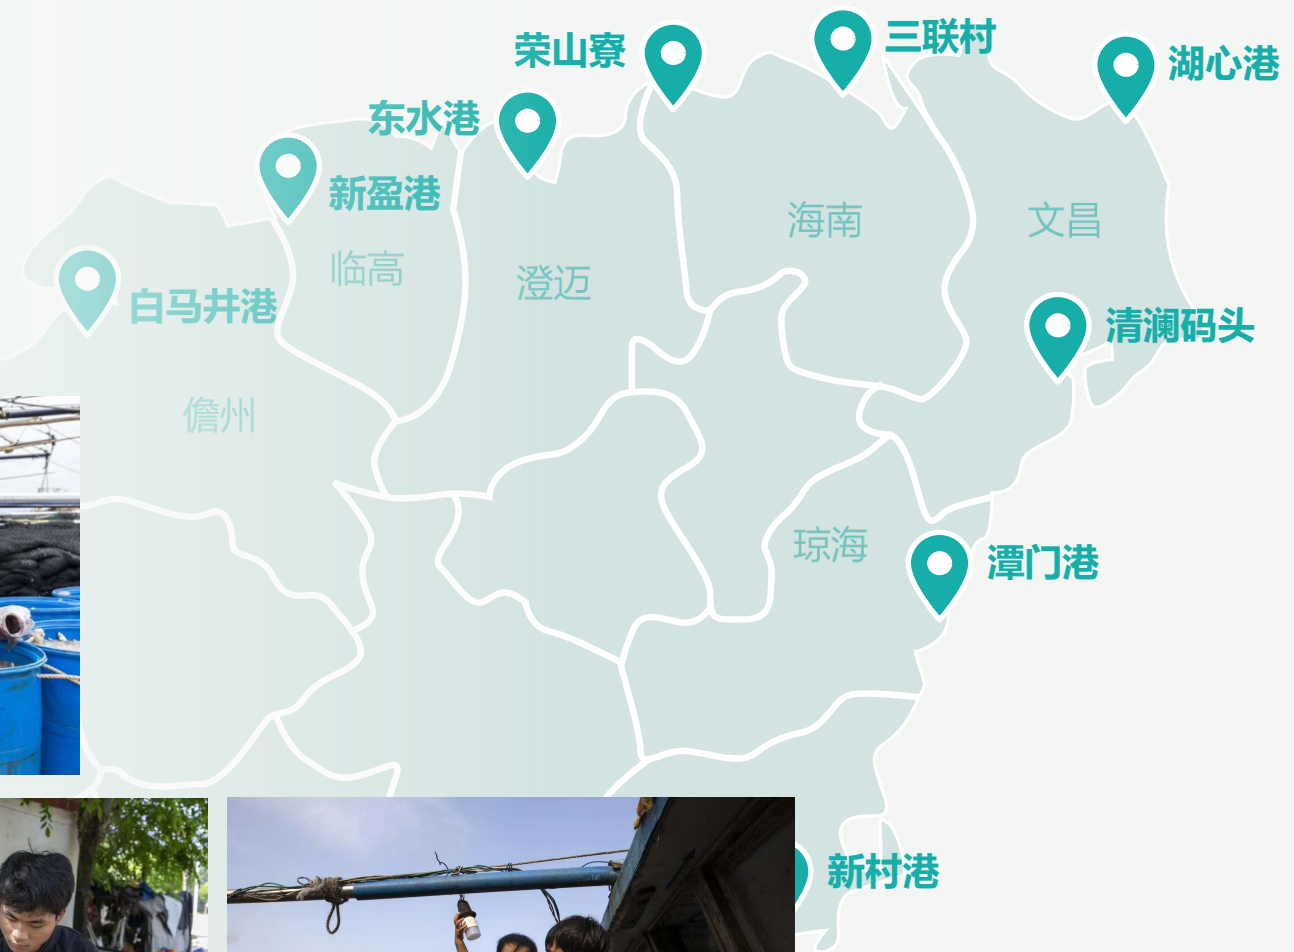 三联村
荣山寮
湖心港
东水港
新盈港
海南
文昌
临高
澄迈
白马井港
清澜码头
儋州
琼海
潭门港
新村港